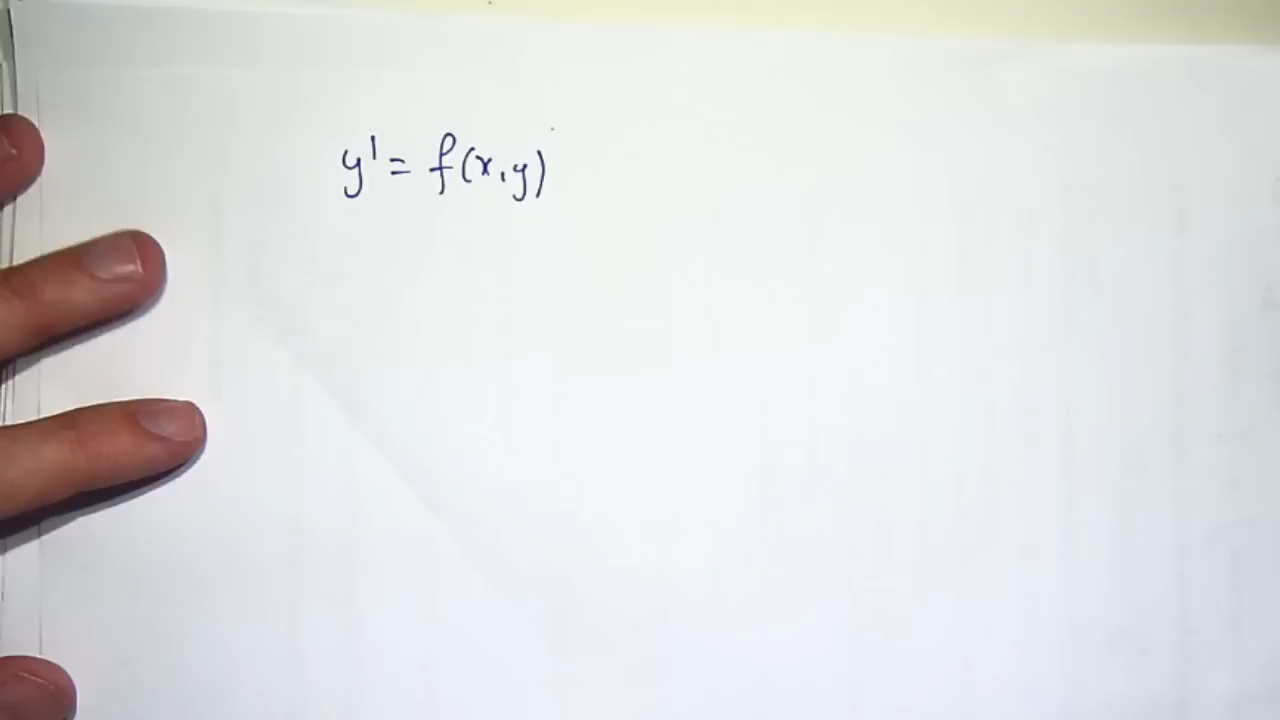 y' = f(x,y)